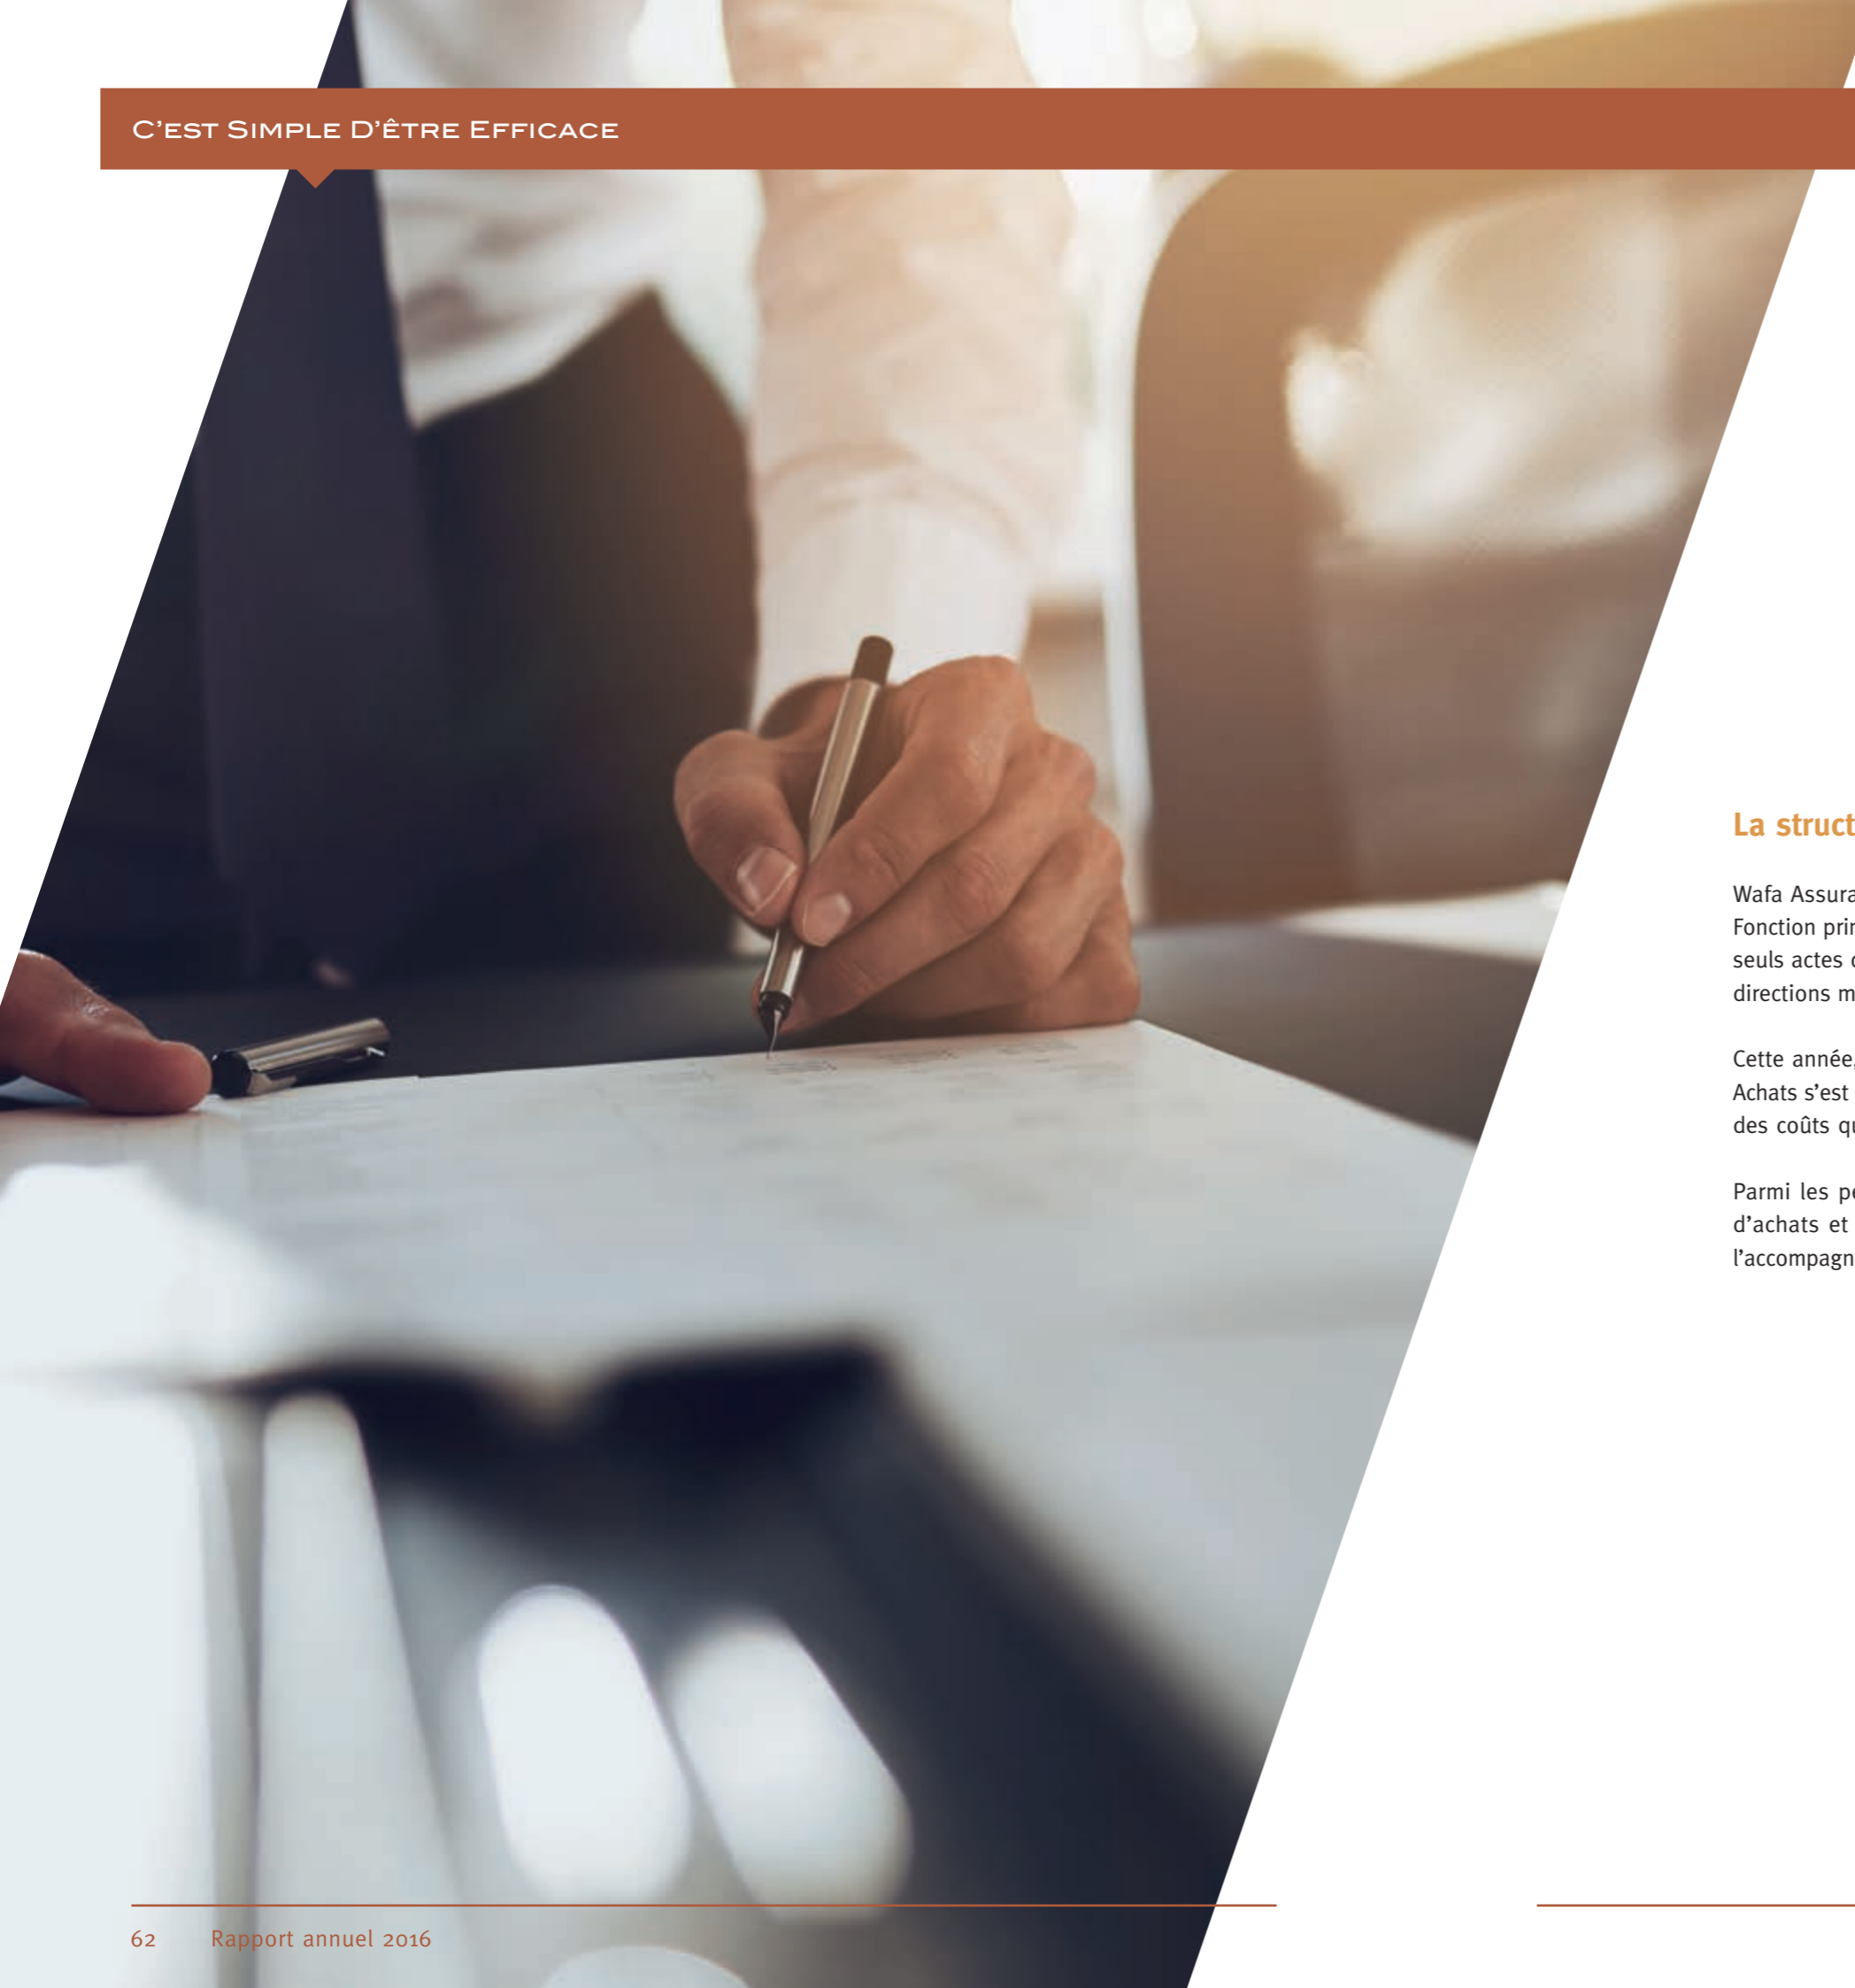 C'EST SIMPLE D'ÊTRE EFFICACE
La struct
Wafa Assura
Fonction prin
seuls actes
directions m
Cette année,
Achats s'est
des coûts qu
Parmi les pe
d'achats et
l'accompagn
62 Rapport annuel 2016